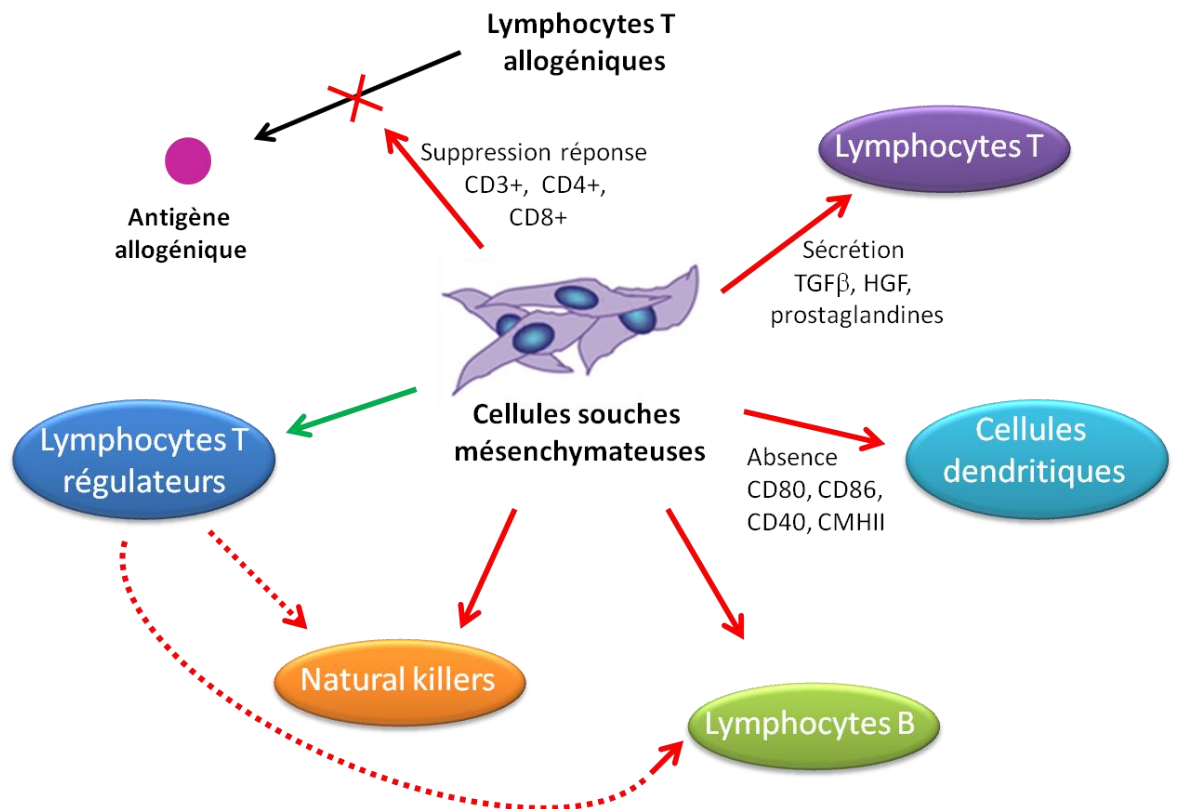 Lymphocytes T
allogéniques
Suppression réponse
CD3+, CD4+,
CD8+
Antigène
allogénique
Lymphocytes T
Sécrétion
TGFβ, HGF,
prostaglandines
Cellules souches
mésenchymateuses
Lymphocytes T
régulateurs
Absence
CD80, CD86,
CD40, CMHII
Cellules
dendritiques
Natural killers
Lymphocytes B